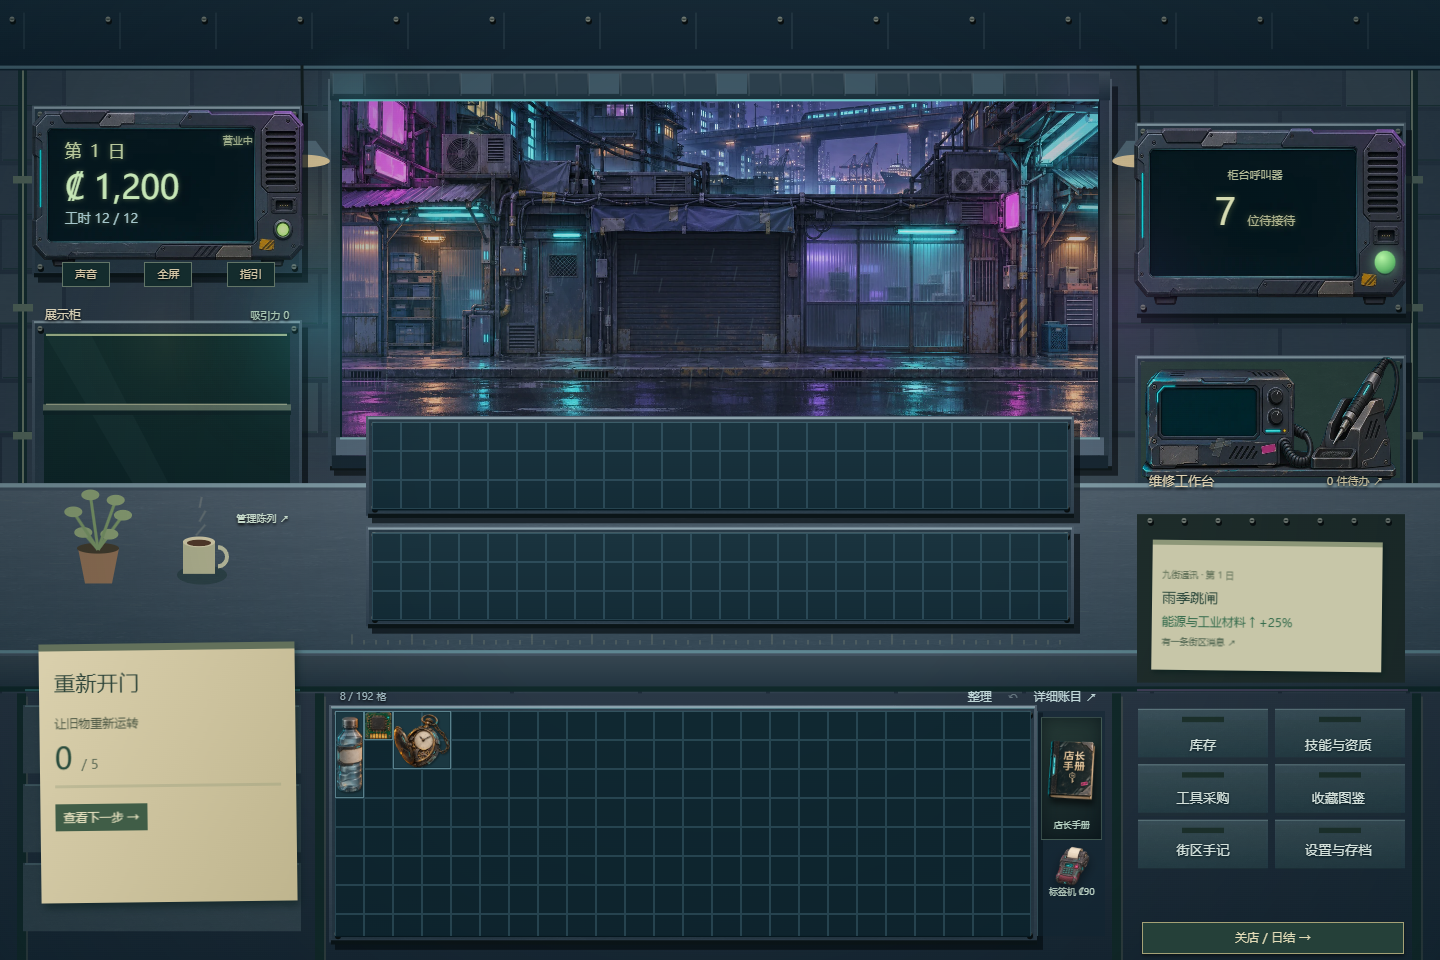 营业中
第 1 日
₡ 1,200
工时 12 / 12
声音
全屏
指引
展示柜
吸引力 0
管理陈列 ↗
柜台呼叫器
7 位待接待
维修工作台
0 件待办 ↗
九街通讯 · 第 1 日
雨季跳闸
能源与工业材料 ↑ +25%
有一条街区消息 ↗
重新开门
让旧物重新运转
0 / 5
查看下一步 →
8 / 192 格
整理
↶
详细账目 ↗
店长
手册
店长手册
标签机 ₡90
库存
技能与资质
工具采购
收藏图鉴
街区手记
设置与存档
关店 / 日结 →